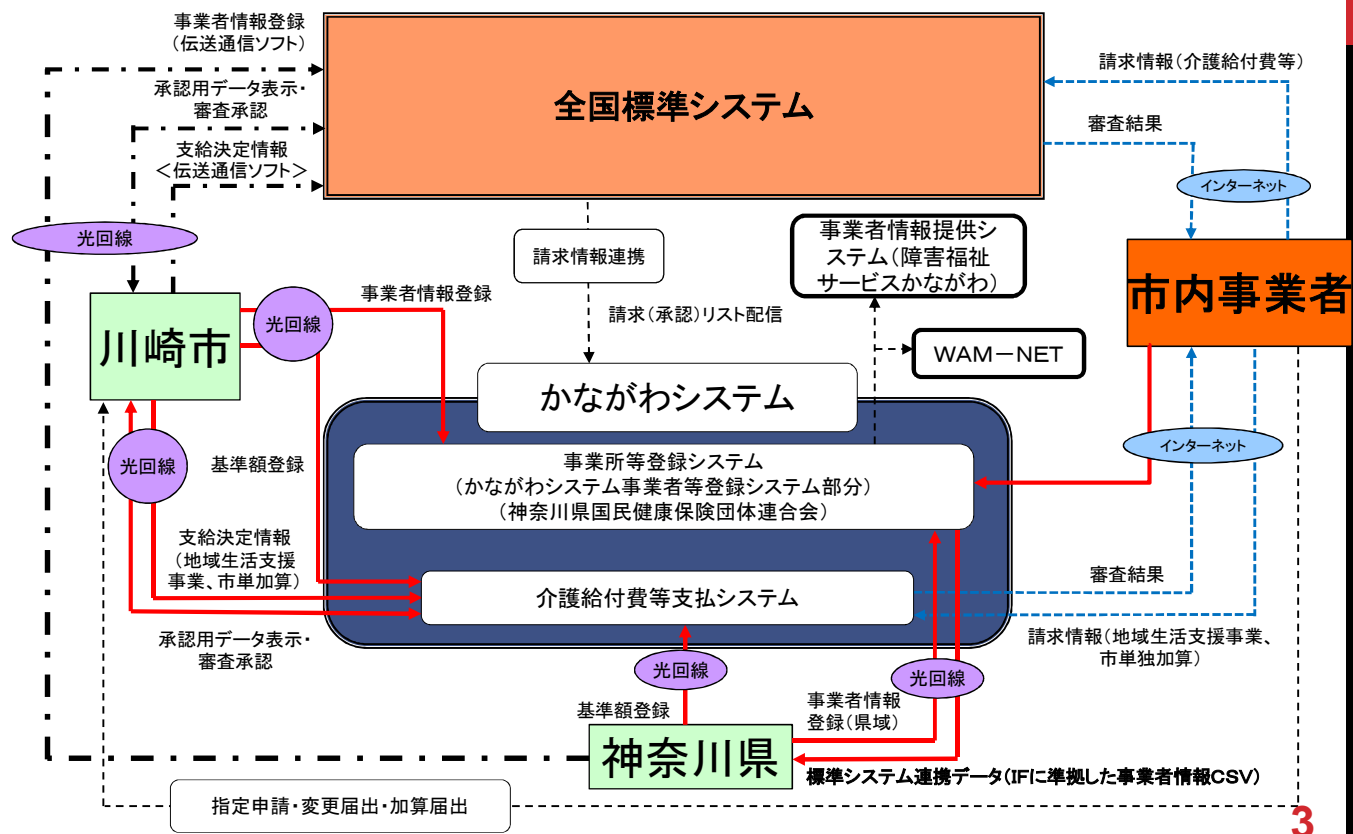 事業者情報登録
(伝送通信ソフト)
承認用データ表示・
審査承認
支給決定情報
＜伝送通信ソフト＞
光回線
全国標準システム
請求情報(介護給付費等)
審査結果
インターネット
市内事業者
請求情報連携
請求(承認)リスト配信
事業者情報提供シ
ステム(障害福祉
サービスかながわ)
WAM－NET
川崎市
光回線
事業者情報登録
かながわシステム
事業所等登録システム
(かながわシステム事業者等登録システム部分)
(神奈川県国民健康保険団体連合会)
介護給付費等支払システム
光回線
基準額登録
支給決定情報
(地域生活支援
事業、市単加算)
承認用データ表示・
審査承認
インターネット
審査結果
請求情報(地域生活支援事業、
市単独加算)
光回線
光回線
基準額登録
事業者情報
登録(県域)
神奈川県
標準システム連携データ(IFに準拠した事業者情報CSV)
指定申請・変更届出・加算届出
3